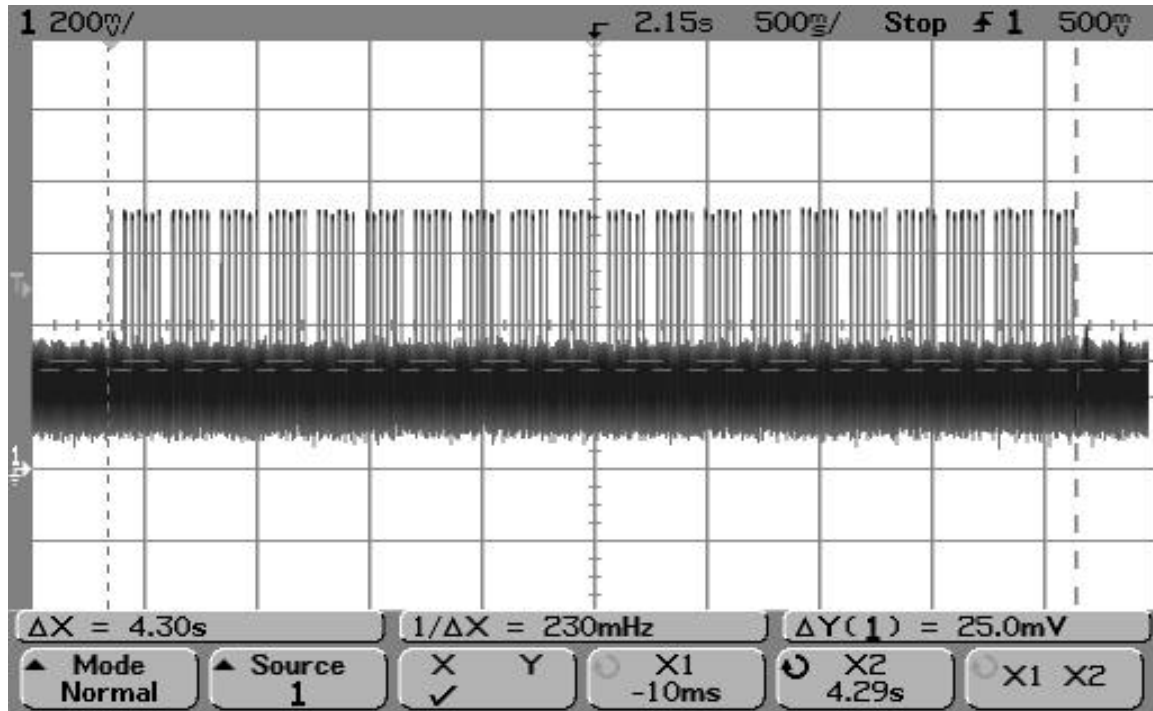 1 200mV/ 2.15s 500ms/ Stop 1 500mV
T
1
ΔX = 4.30s 1/ΔX = 230mHz ΔY(1) = 25.0mV
Mode Source X Y X1 X2 X1 X2
Normal 1 ✓ -10ms 4.29s